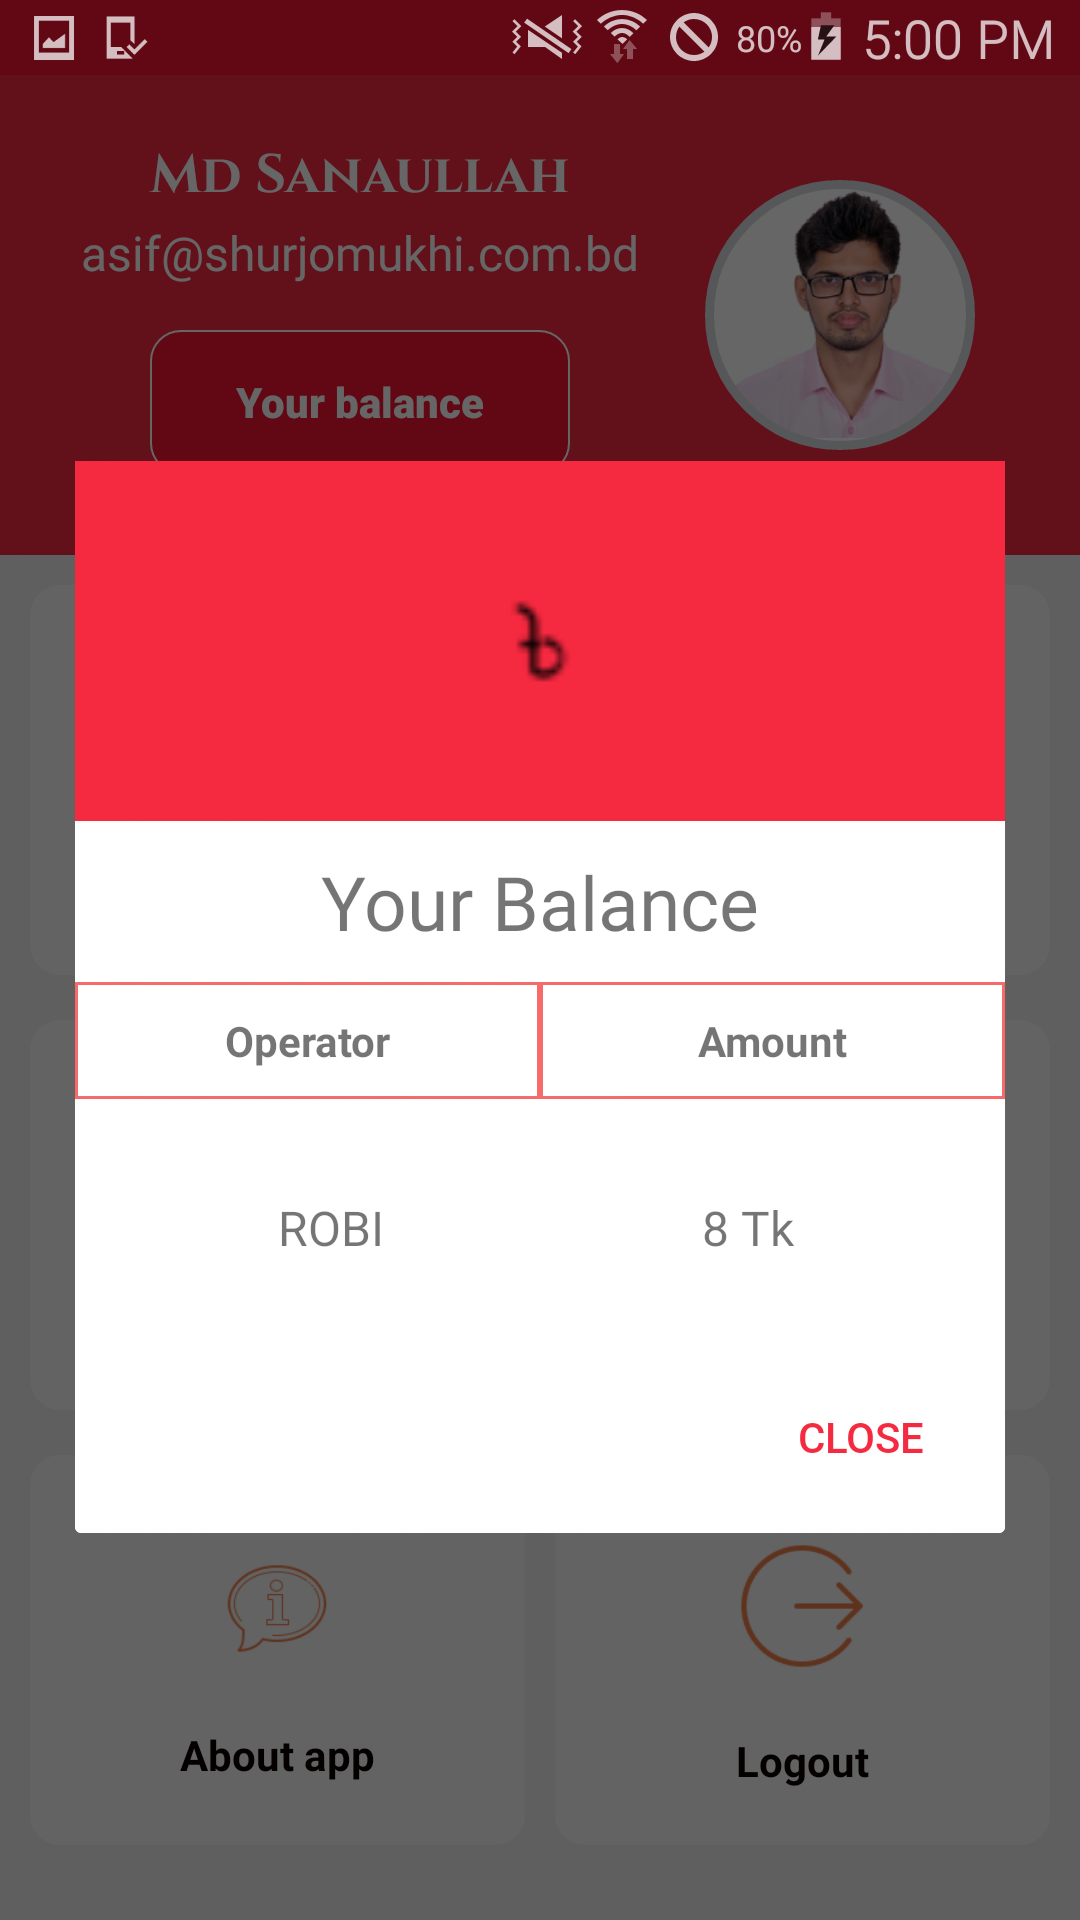 80% 5:00 PM
Md Sanaullah
asif@shurjomukhi.com.bd
Your balance
৳
Your Balance
Operator Amount
ROBI 8 Tk
CLOSE
About app Logout